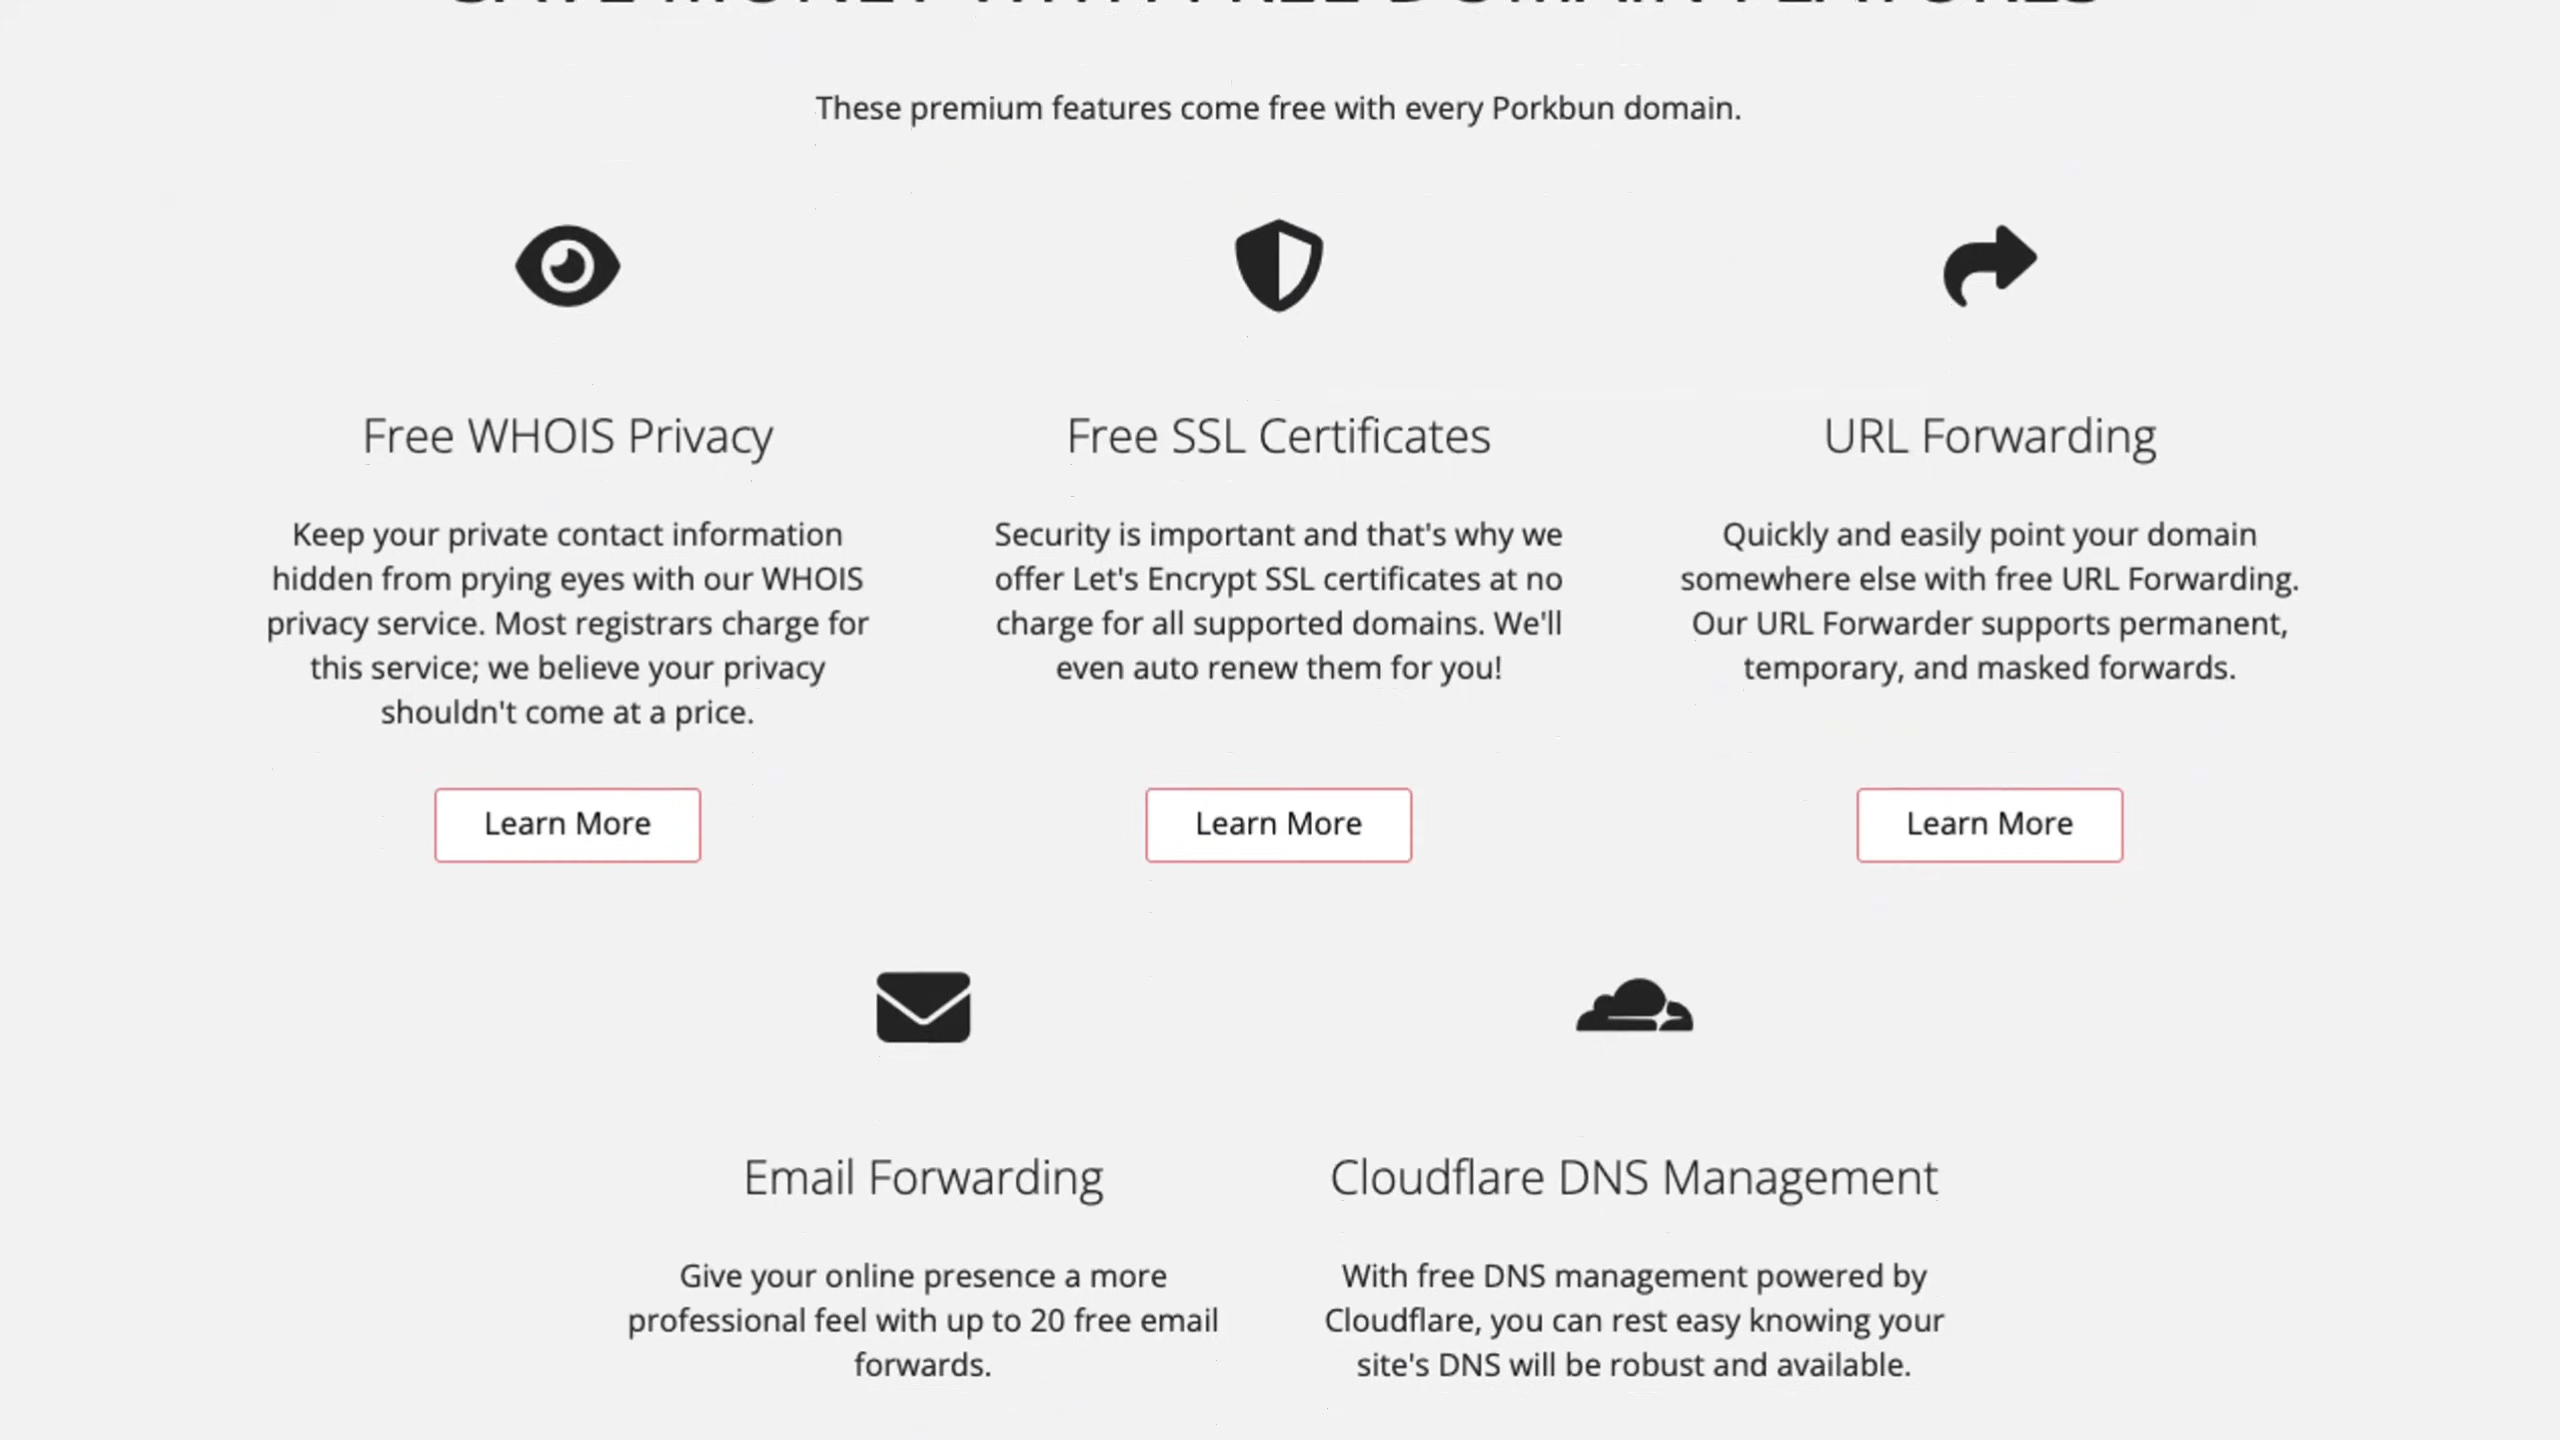 SAVE MONEY WITH FREE DOMAIN FEATURES
These premium features come free with every Porkbun domain.
Free WHOIS Privacy
Keep your private contact information
hidden from prying eyes with our WHOIS
privacy service. Most registrars charge for
this service; we believe your privacy
shouldn't come at a price.
Learn More
Free SSL Certificates
Security is important and that's why we
offer Let's Encrypt SSL certificates at no
charge for all supported domains. We'll
even auto renew them for you!
Learn More
URL Forwarding
Quickly and easily point your domain
somewhere else with free URL Forwarding.
Our URL Forwarder supports permanent,
temporary, and masked forwards.
Learn More
Email Forwarding
Give your online presence a more
professional feel with up to 20 free email
forwards.
Cloudflare DNS Management
With free DNS management powered by
Cloudflare, you can rest easy knowing your
site's DNS will be robust and available.